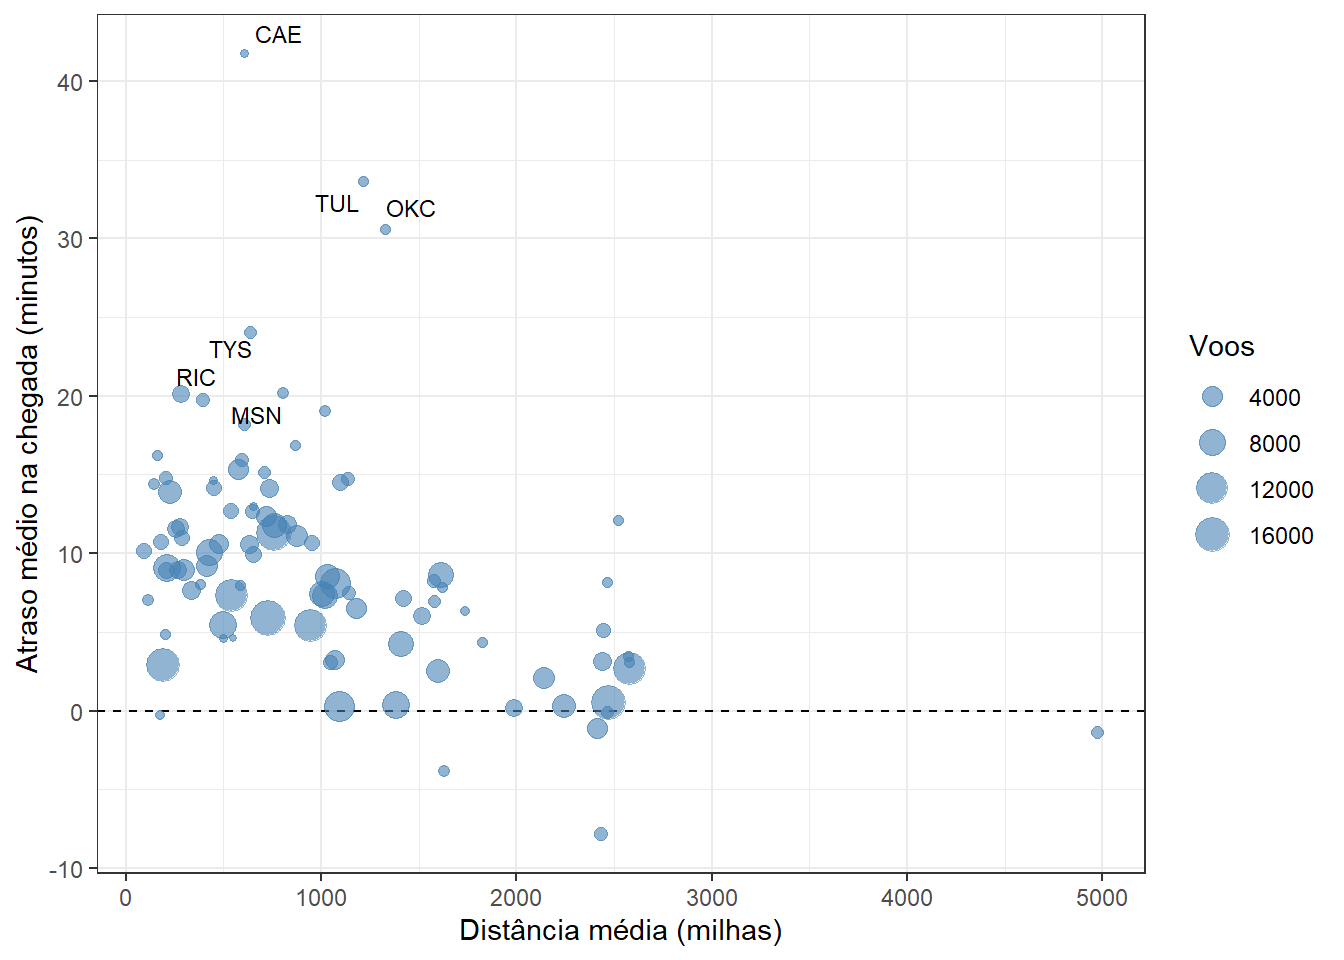 CAE
40
TUL
OKC
30
TYS
RIC
20
MSN
10
0
-10
0
1000
2000
3000
4000
5000
Distância média (milhas)
Atraso médio na chegada (minutos)
Voos
4000
8000
12000
16000